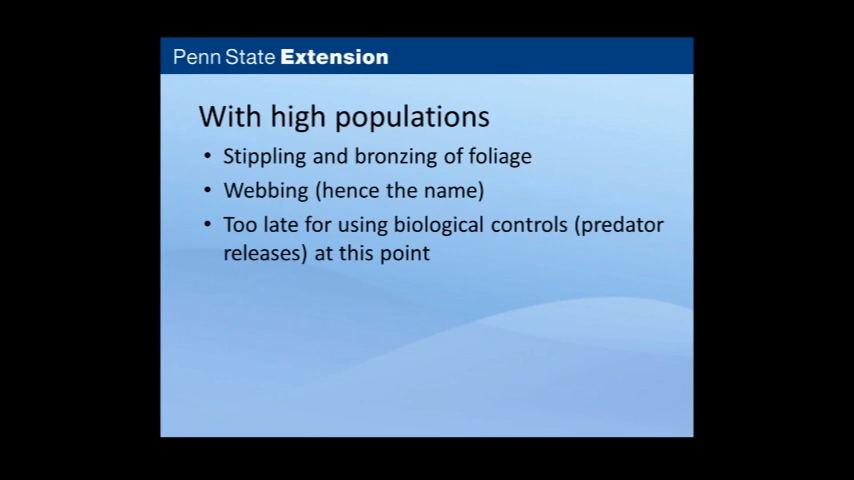 Penn State Extension
With high populations
• Stippling and bronzing of foliage
• Webbing (hence the name)
• Too late for using biological controls (predator
releases) at this point